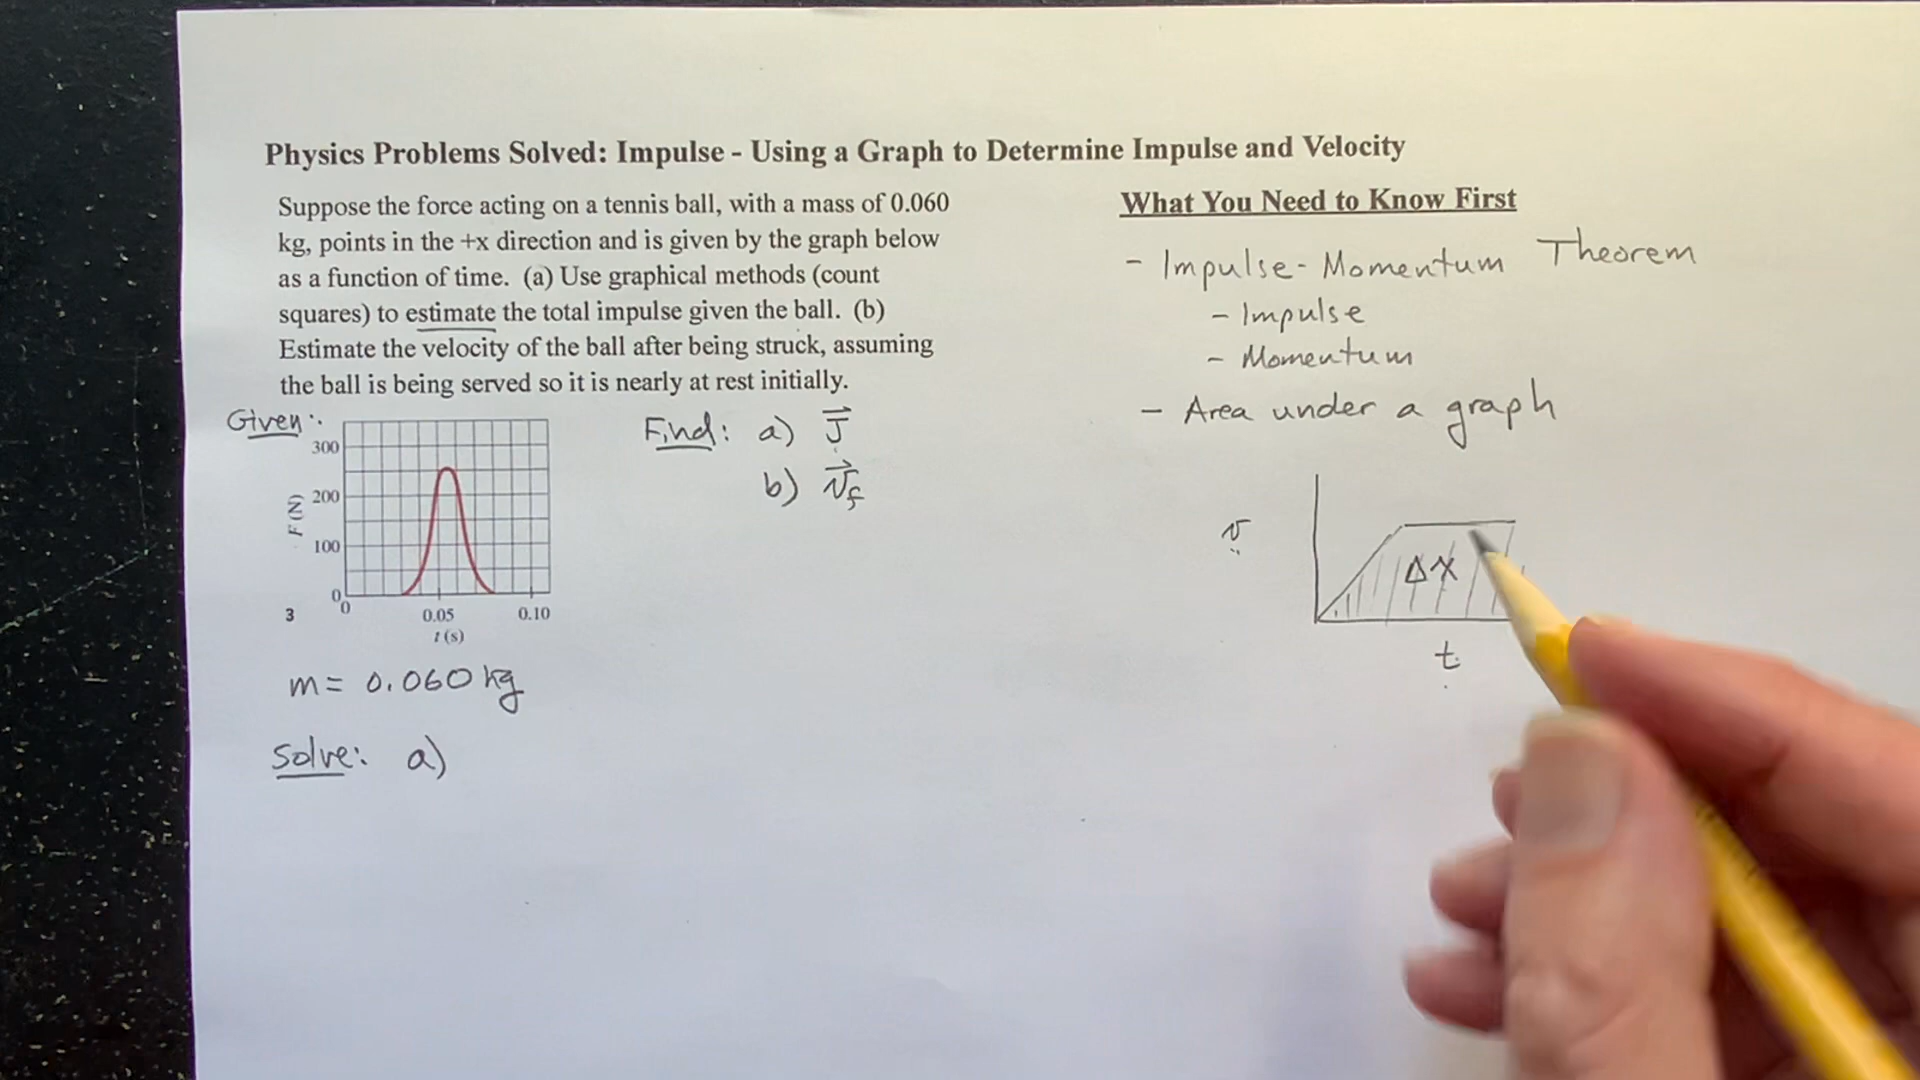 Physics Problems Solved: Impulse - Using a Graph to Determine Impulse and Velocity
Suppose the force acting on a tennis ball, with a mass of 0.060
kg, points in the +x direction and is given by the graph below
as a function of time. (a) Use graphical methods (count
squares) to estimate the total impulse given the ball. (b)
Estimate the velocity of the ball after being struck, assuming
the ball is being served so it is nearly at rest initially.
Given:
300
200
100
0
F (N)
3
0
0.05
0.10
t (s)
m = 0.060 kg
Solve: a)
Find: a) J⃗
b) v⃗f
What You Need to Know First
- Impulse-Momentum Theorem
- Impulse
- Momentum
- Area under a graph
v
Δx
t